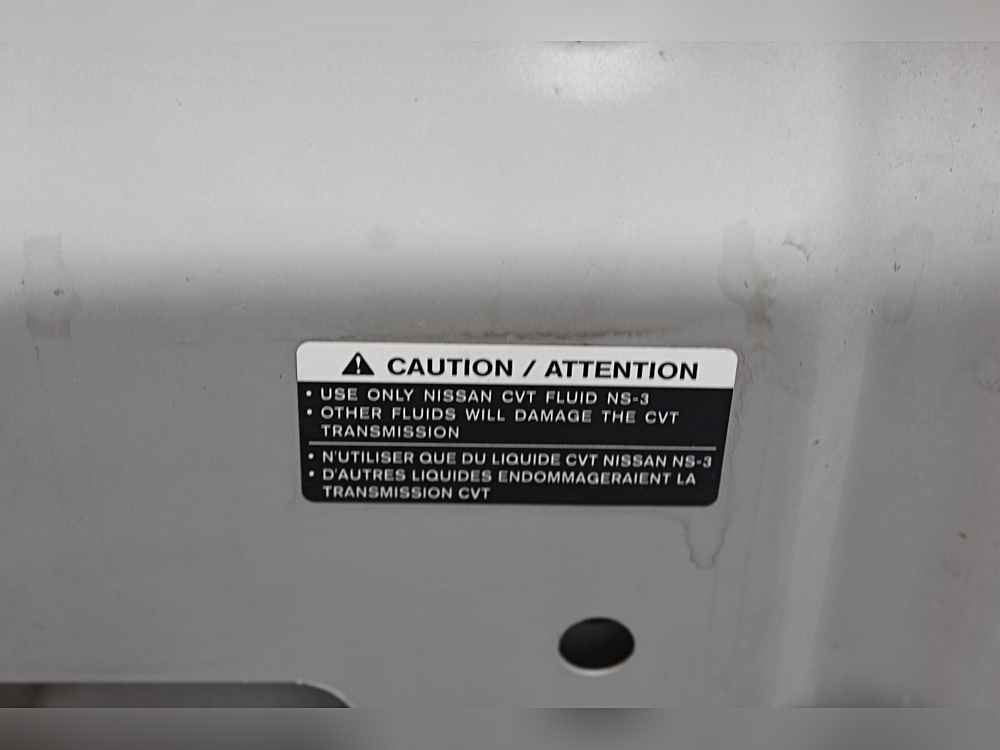 CAUTION / ATTENTION
• USE ONLY NISSAN CVT FLUID NS-3
• OTHER FLUIDS WILL DAMAGE THE CVT
TRANSMISSION
• N'UTILISER QUE DU LIQUIDE CVT NISSAN NS-3
• D'AUTRES LIQUIDES ENDOMMAGERAIENT LA
TRANSMISSION CVT